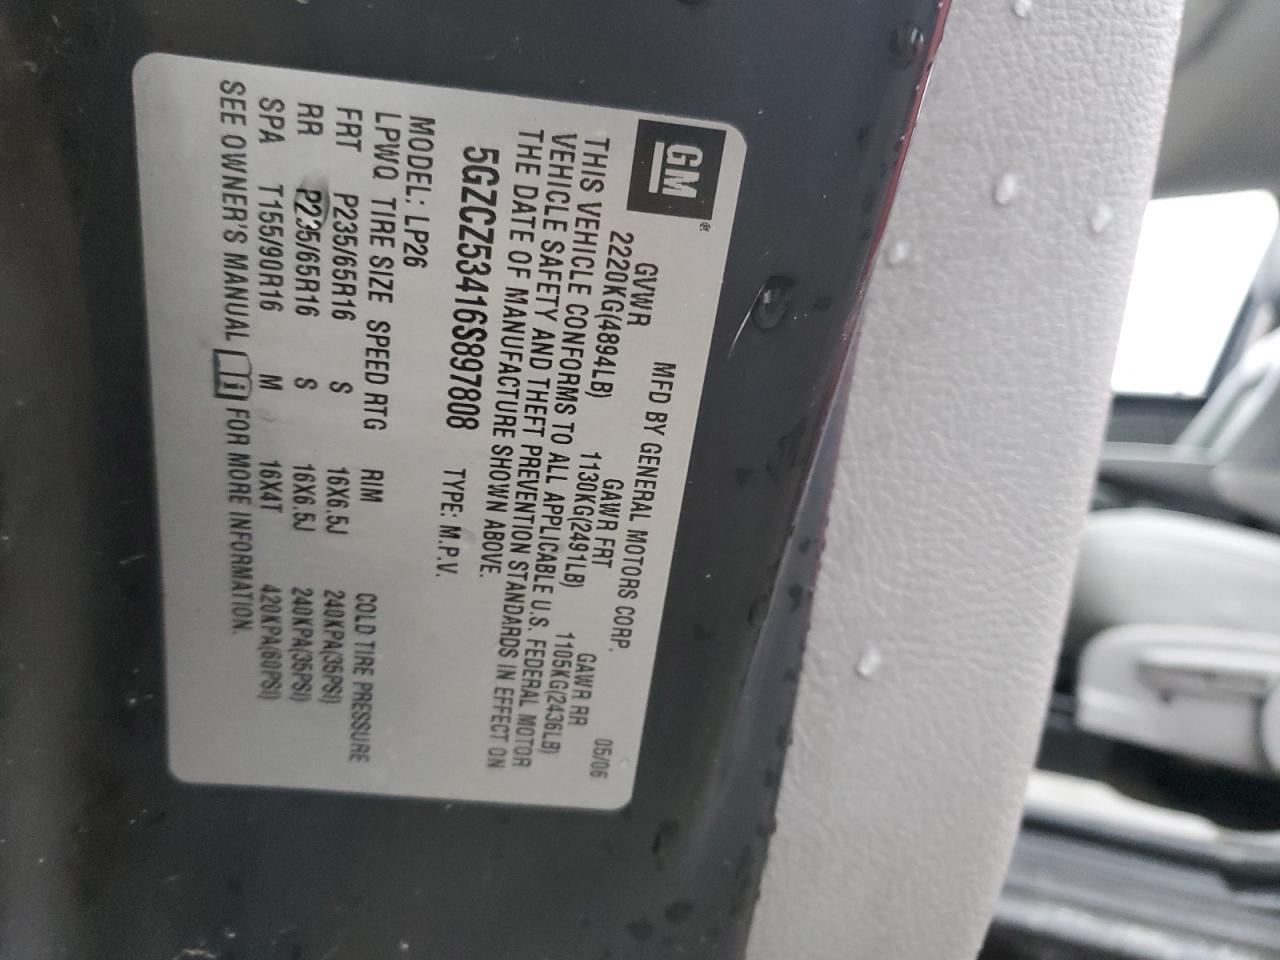 GM®
MFD BY GENERAL MOTORS CORP. 05/06
GVWR GAWR FRT GAWR RR
2220KG(4894LB) 1130KG(2491LB) 1105KG(2436LB)
THIS VEHICLE CONFORMS TO ALL APPLICABLE U.S. FEDERAL MOTOR
VEHICLE SAFETY AND THEFT PREVENTION STANDARDS IN EFFECT ON
THE DATE OF MANUFACTURE SHOWN ABOVE.
5GZCZ53416S897808 TYPE: M.P.V.
MODEL: LP26
LPWQ TIRE SIZE SPEED RTG RIM COLD TIRE PRESSURE
FRT P235/65R16 S 16X6.5J 240KPA(35PSI)
RR P235/65R16 S 16X6.5J 240KPA(35PSI)
SPA T155/90R16 M 16X4T 420KPA(60PSI)
SEE OWNER'S MANUAL i FOR MORE INFORMATION.